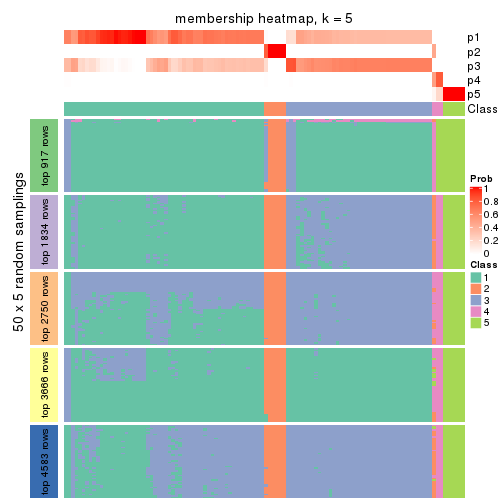 membership heatmap, k = 5
p1
p2
p3
p4
p5
Class
50 x 5 random samplings
top 917 rows
top 1834 rows
top 2750 rows
top 3666 rows
top 4583 rows
Prob
1
0.8
0.6
0.4
0.2
0
Class
1
2
3
4
5